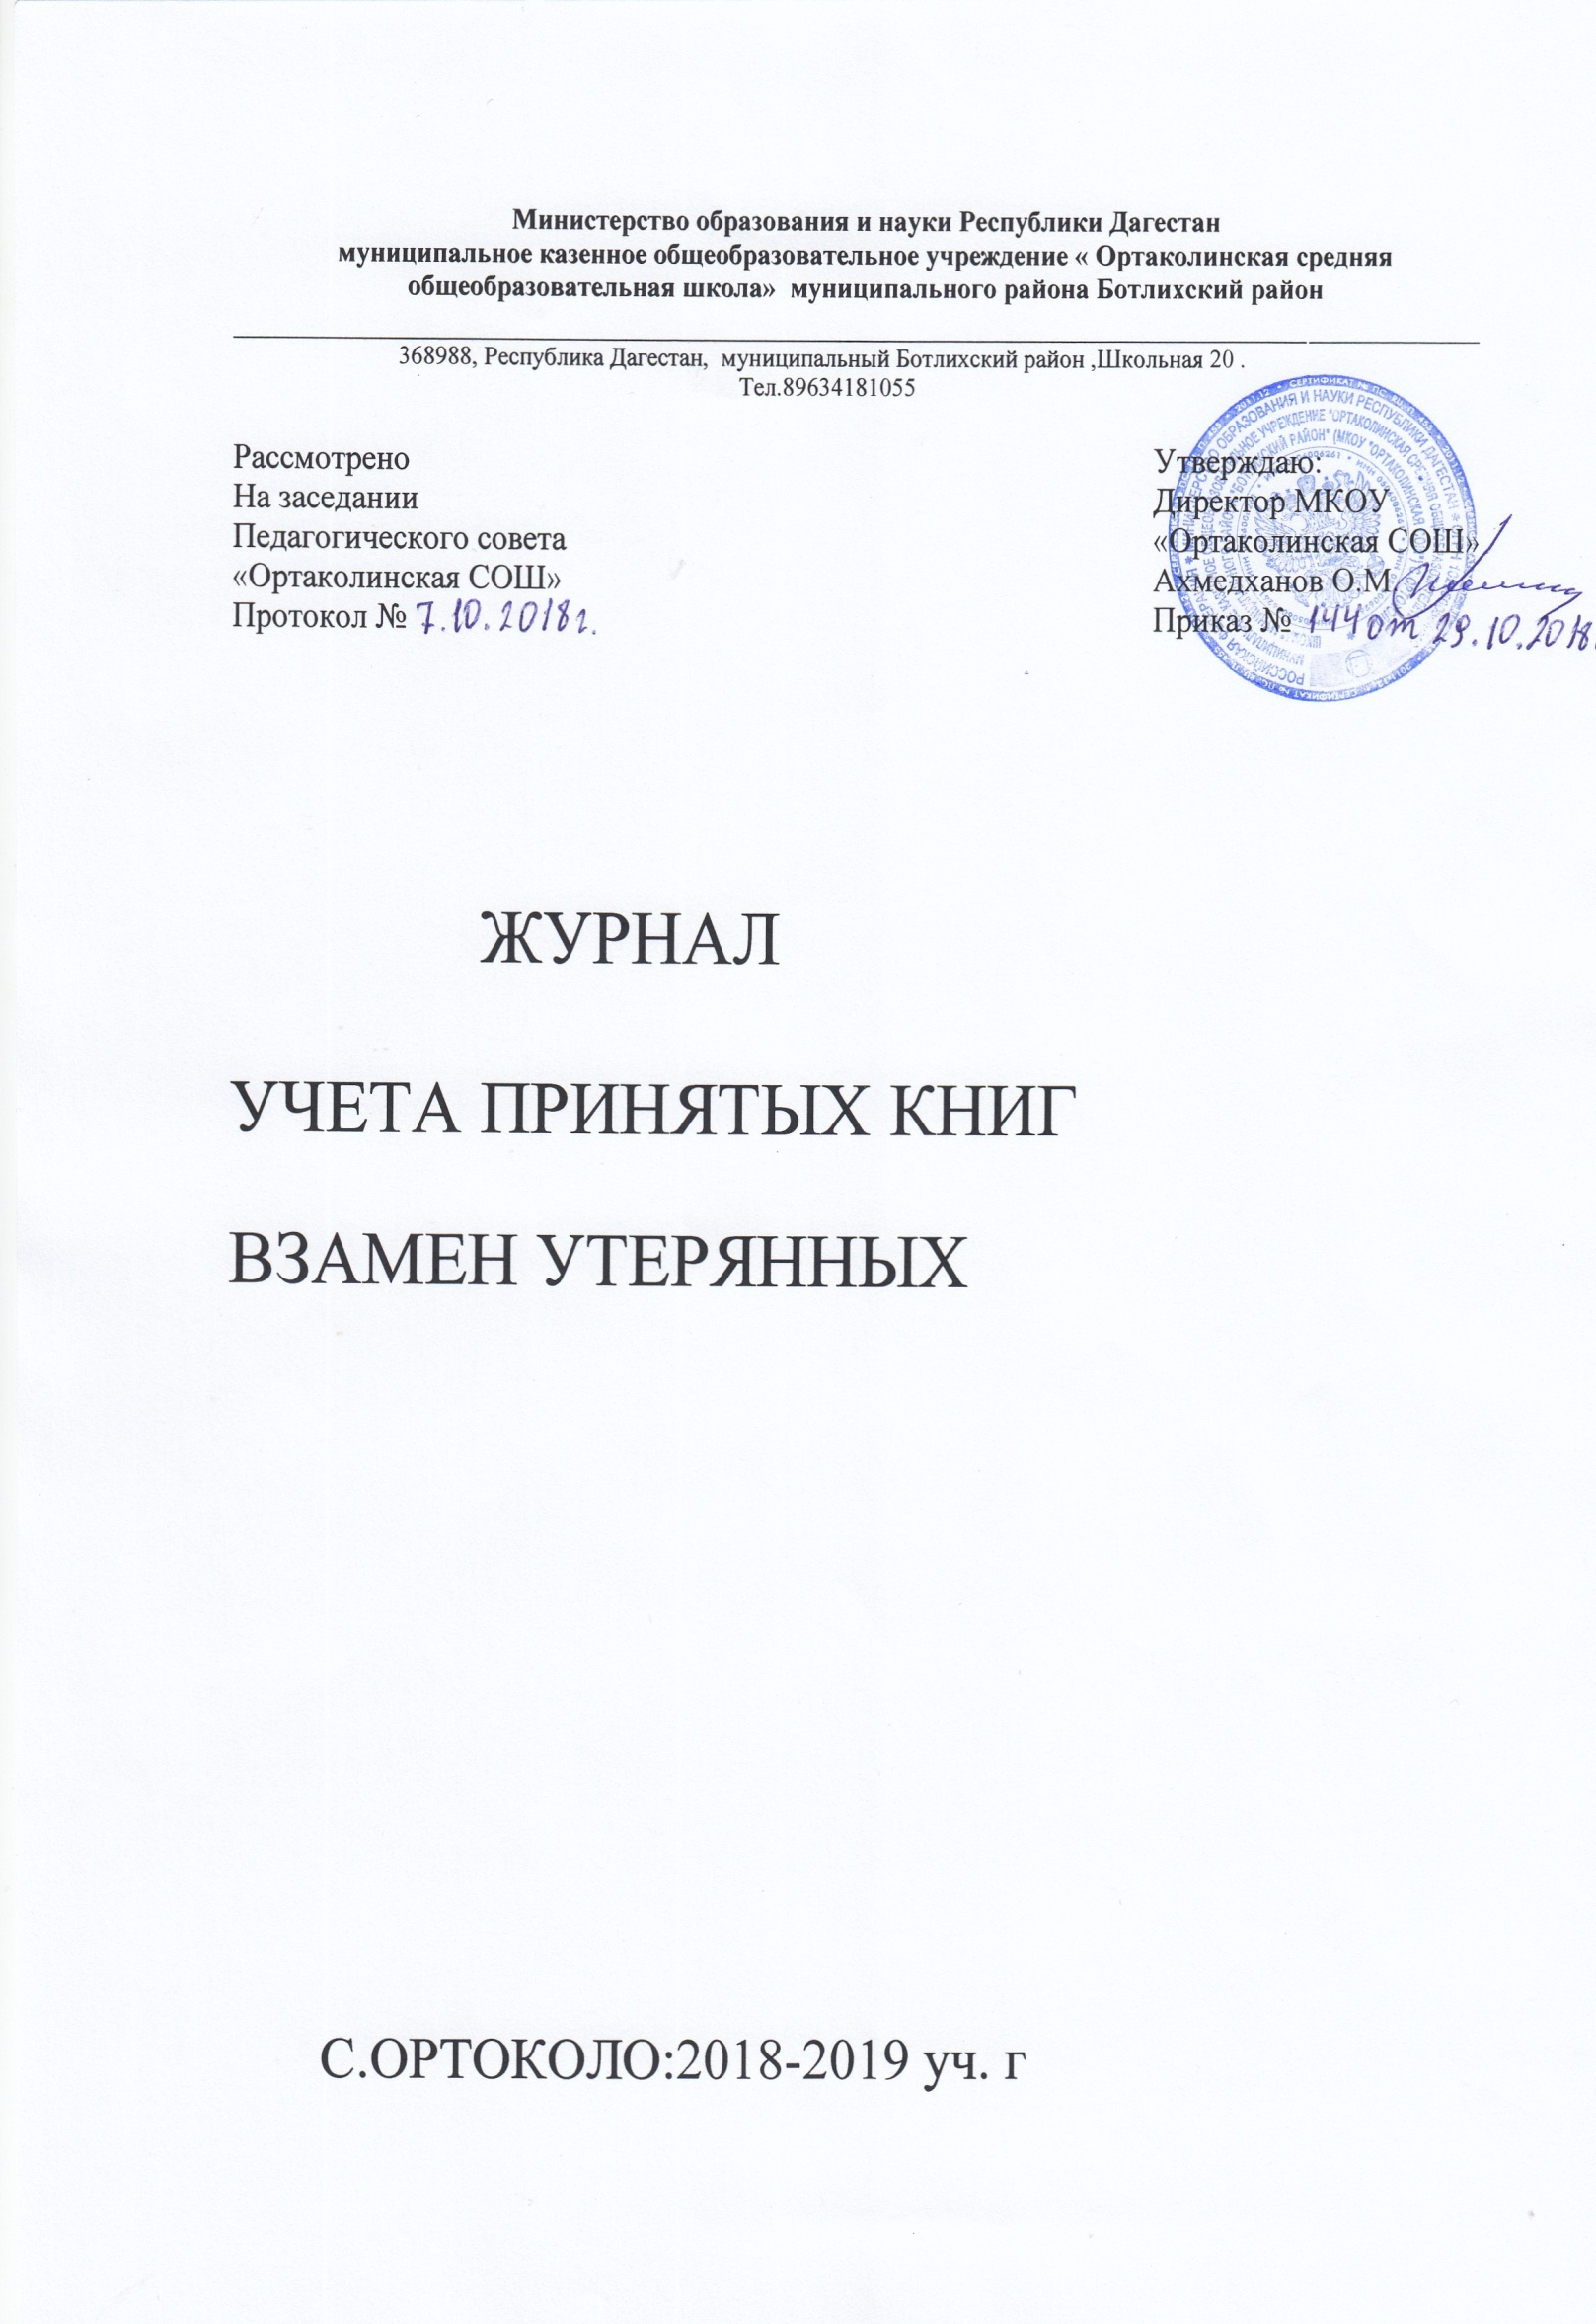 Министерство образования и науки Республики Дагестан
муниципальное казенное общеобразовательное учреждение « Ортаколинская средняя
общеобразовательная школа» муниципального района Ботлихский район
368988, Республика Дагестан, муниципальный Ботлихский район ,Школьная 20 .
Тел.89634181055
Рассмотрено
На заседании
Педагогического совета
«Ортаколинская СОШ»
Протокол № 7.10.2018г.
Утверждаю:
Директор МКОУ
«Ортаколинская СОШ»
Ахмедханов О.М.
Приказ № 144 от 29.10.2018
ЖУРНАЛ
УЧЕТА ПРИНЯТЫХ КНИГ
ВЗАМЕН УТЕРЯННЫХ
С.ОРТОКОЛО:2018-2019 уч. г